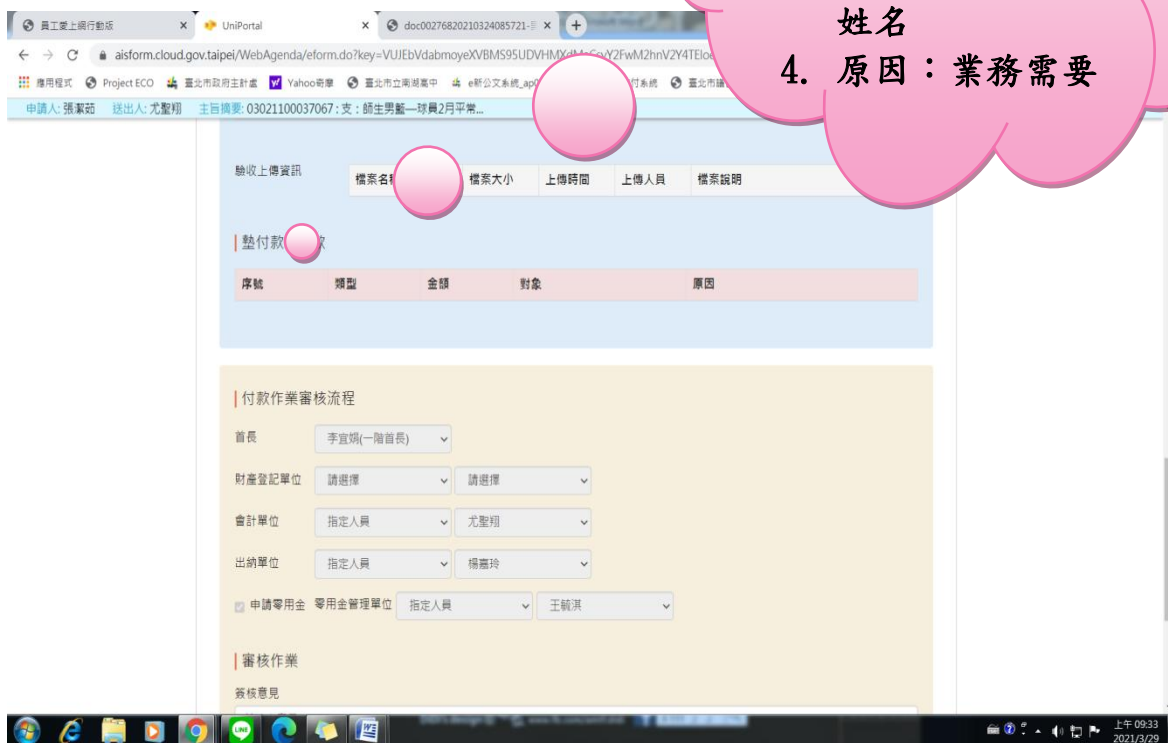 員工愛上網行動版
UniPortal
doc00276820210324085721-
姓名
4. 原因：業務需要
aisform.cloud.gov.taipei/WebAgenda/eform.do?key=
應用程式 Project ECO 臺北市政府主計處 Yahoo奇摩 臺北市立南湖高中 e新公文系統_ap 付系統
申請人: 張潔茹 送出人: 尤聖翔 主旨摘要: 03021100037067 : 支 : 師生男籃—球員2月平常...
驗收上傳資訊
檔案名 檔案大小 上傳時間 上傳人員 檔案說明
墊付款
序號 類型 金額 對象 原因
付款作業審核流程
首長 李宜娟(一階首長)
財產登記單位 請選擇 請選擇
會計單位 指定人員 尤聖翔
出納單位 指定人員 楊嘉玲
申請零用金 零用金管理單位 指定人員 王毓淇
審核作業
簽核意見
LINE
上午 09:33
2021/3/29